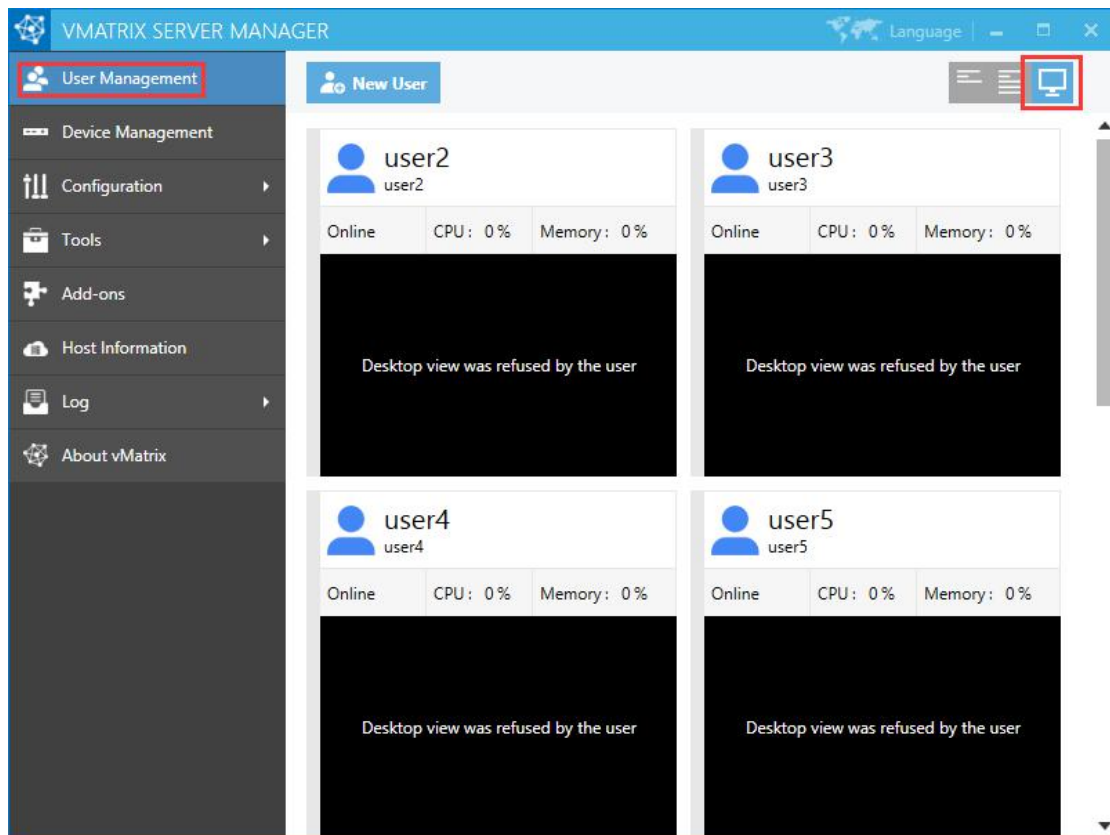 VMATRIX SERVER MANAGER
Language
User Management
New User
Device Management
Configuration
Tools
Add-ons
Host Information
Log
About vMatrix
user2
user2
Online CPU: 0% Memory: 0%
Desktop view was refused by the user
user3
user3
Online CPU: 0% Memory: 0%
Desktop view was refused by the user
user4
user4
Online CPU: 0% Memory: 0%
Desktop view was refused by the user
user5
user5
Online CPU: 0% Memory: 0%
Desktop view was refused by the user